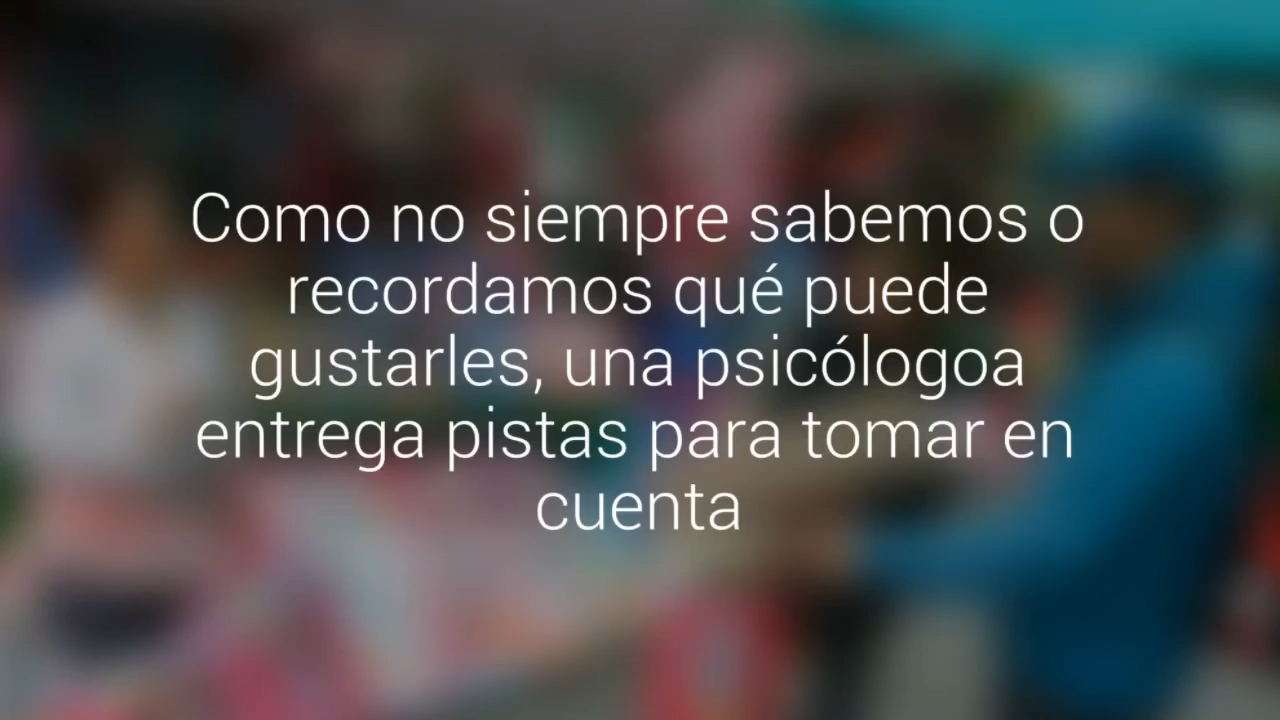 Como no siempre sabemos o
recordamos qué puede
gustarles, una psicólogoa
entrega pistas para tomar en
cuenta